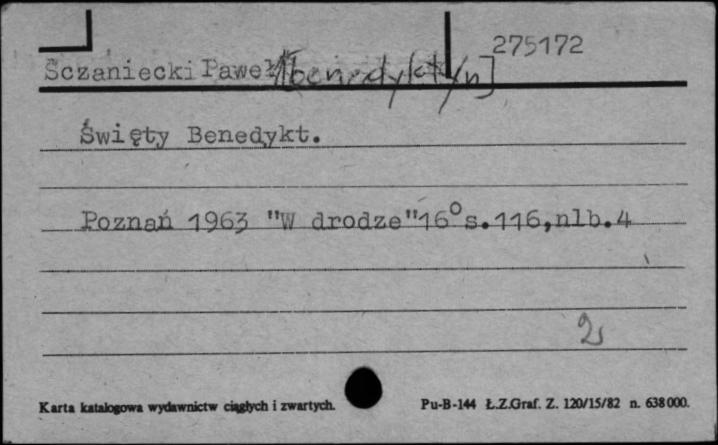 275172
Sczaniecki Paweł [benedykt/n]
Święty Benedykt.
Poznań 1963 "W drodze" 16° s.116,nlb.4
2
Karta katalogowa wydawnictw ciągłych i zwartych. Pu-B-144 Ł.Z.Graf. Z. 120/15/82 n. 638000.